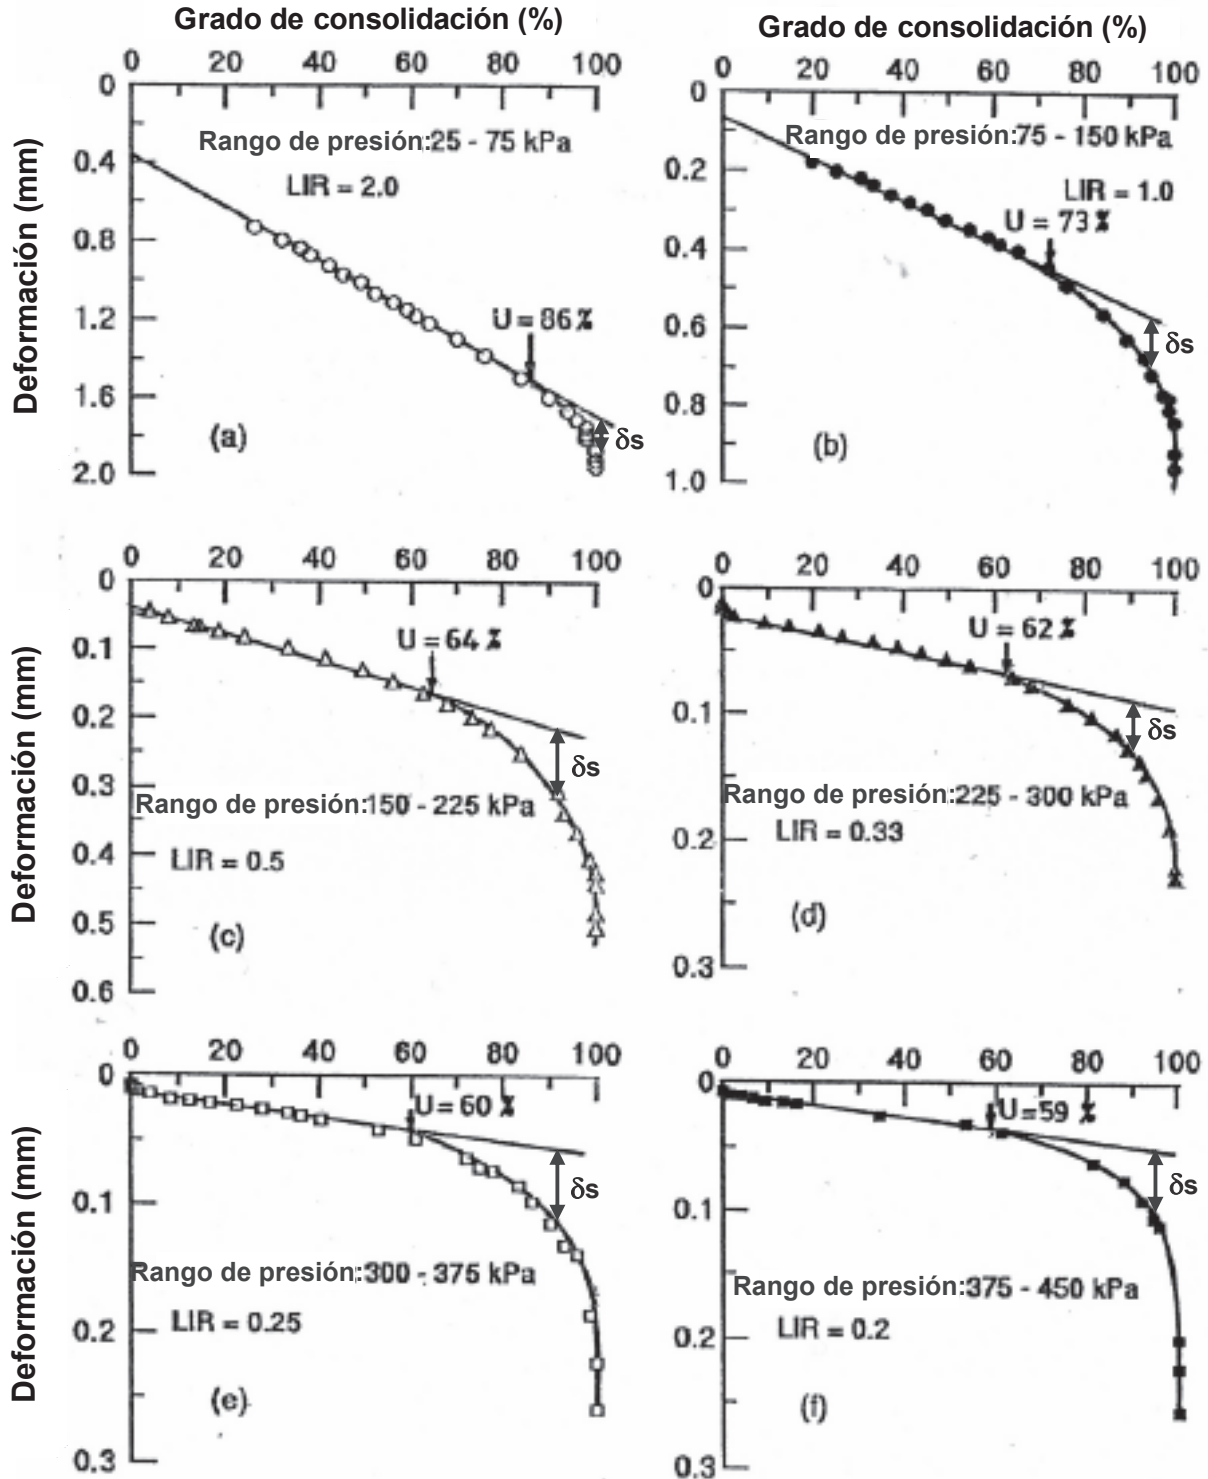 Grado de consolidación (%)
0 20 40 60 80 100
Deformación (mm)
0
0.4
0.8
1.2
1.6
2.0
Rango de presión:25 - 75 kPa
LIR = 2.0
U = 86 %
δs
(a)
Grado de consolidación (%)
0 20 40 60 80 100
0
0.2
0.4
0.6
0.8
1.0
Rango de presión:75 - 150 kPa
LIR = 1.0
U = 73 %
δs
(b)
0 20 40 60 80 100
Deformación (mm)
0
0.1
0.2
0.3
0.4
0.5
0.6
U = 64 %
δs
Rango de presión:150 - 225 kPa
LIR = 0.5
(c)
0 20 40 60 80 100
0
0.1
0.2
0.3
U = 62 %
δs
Rango de presión:225 - 300 kPa
LIR = 0.33
(d)
0 20 40 60 80 100
Deformación (mm)
0
0.1
0.2
0.3
U = 60 %
δs
Rango de presión:300 - 375 kPa
LIR = 0.25
(e)
0 20 40 60 80 100
0
0.1
0.2
0.3
U = 59 %
δs
Rango de presión:375 - 450 kPa
LIR = 0.2
(f)